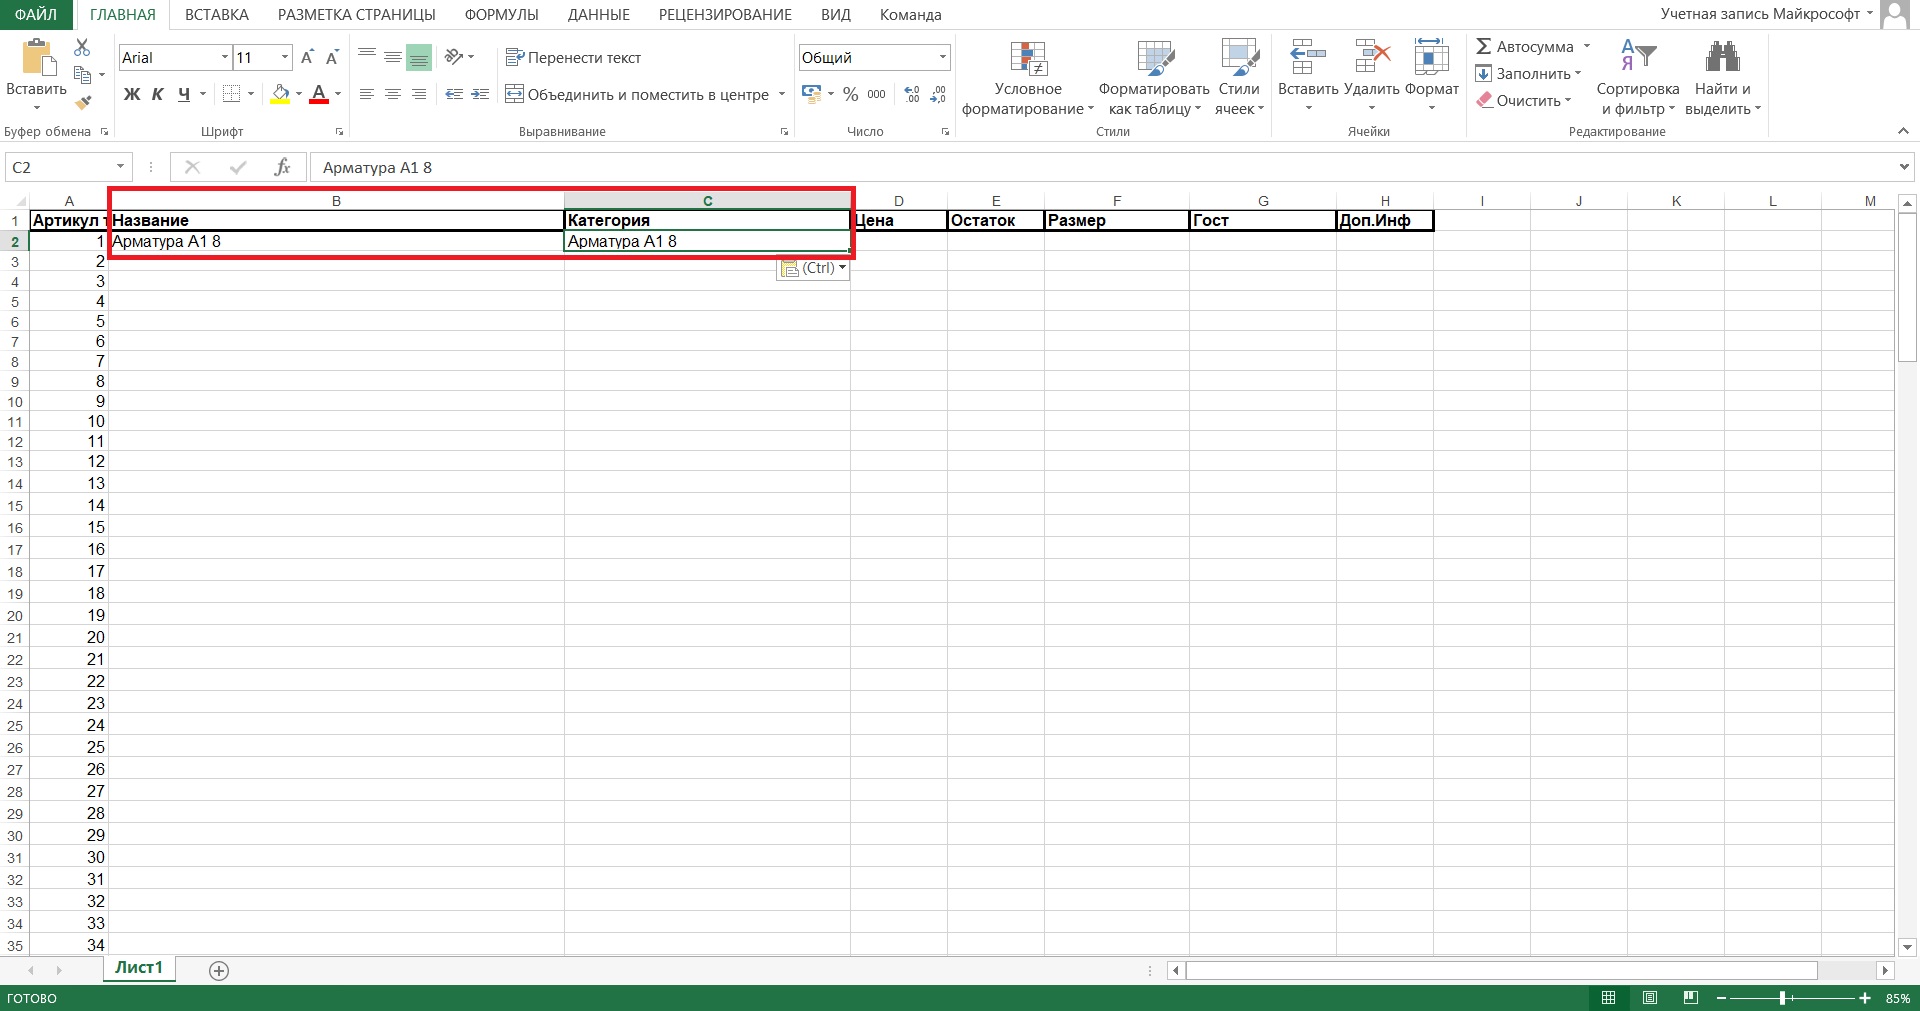 ФАЙЛ ГЛАВНАЯ ВСТАВКА РАЗМЕТКА СТРАНИЦЫ ФОРМУЛЫ ДАННЫЕ РЕЦЕНЗИРОВАНИЕ ВИД Команда Учетная запись Майкрософт
Вставить
Буфер обмена
Arial 11
Ж К Ч А
Шрифт
Перенести текст
Объединить и поместить в центре
Выравнивание
Общий
% 000
Число
Условное форматирование
Форматировать как таблицу
Стили ячеек
Стили
Вставить Удалить Формат
Ячейки
Автосумма
Заполнить
Очистить
Сортировка и фильтр
Найти и выделить
Редактирование
C2 fx Арматура А1 8
A B C D E F G H I J K L M
1 Артикул т Название Категория Цена Остаток Размер Гост Доп.Инф
2 1 Арматура А1 8 Арматура А1 8
3 2 (Ctrl)
4 3
5 4
6 5
7 6
8 7
9 8
10 9
11 10
12 11
13 12
14 13
15 14
16 15
17 16
18 17
19 18
20 19
21 20
22 21
23 22
24 23
25 24
26 25
27 26
28 27
29 28
30 29
31 30
32 31
33 32
34 33
35 34
Лист1
ГОТОВО 85%